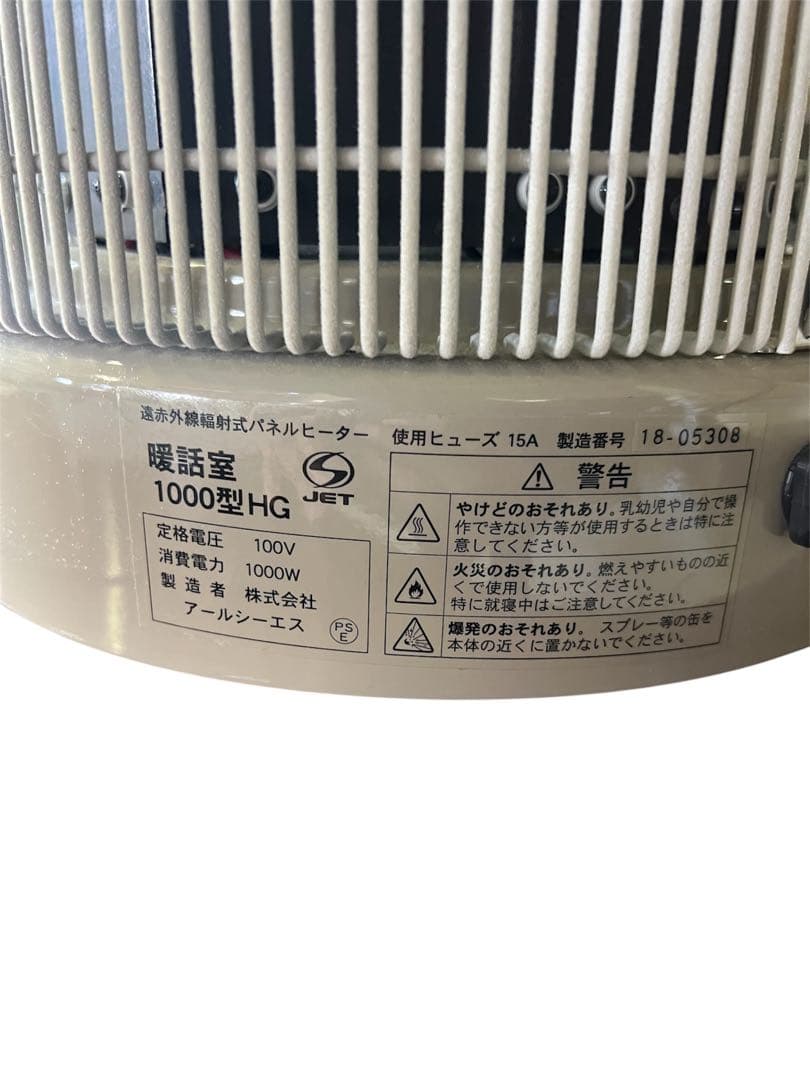 遠赤外線輻射式パネルヒーター
暖話室
1000型HG
JET
定格電圧 100V
消費電力 1000W
製造者 株式会社
アールシーエス
PS
E
使用ヒューズ 15A 製造番号 18-05308
警告
やけどのおそれあり。乳幼児や自分で操
作できない方等が使用するときは特に注
意してください。
火災のおそれあり。燃えやすいものの近
くで使用しないでください。
特に就寝中はご注意してください。
爆発のおそれあり。 スプレー等の缶を
本体の近くに置かないでください。